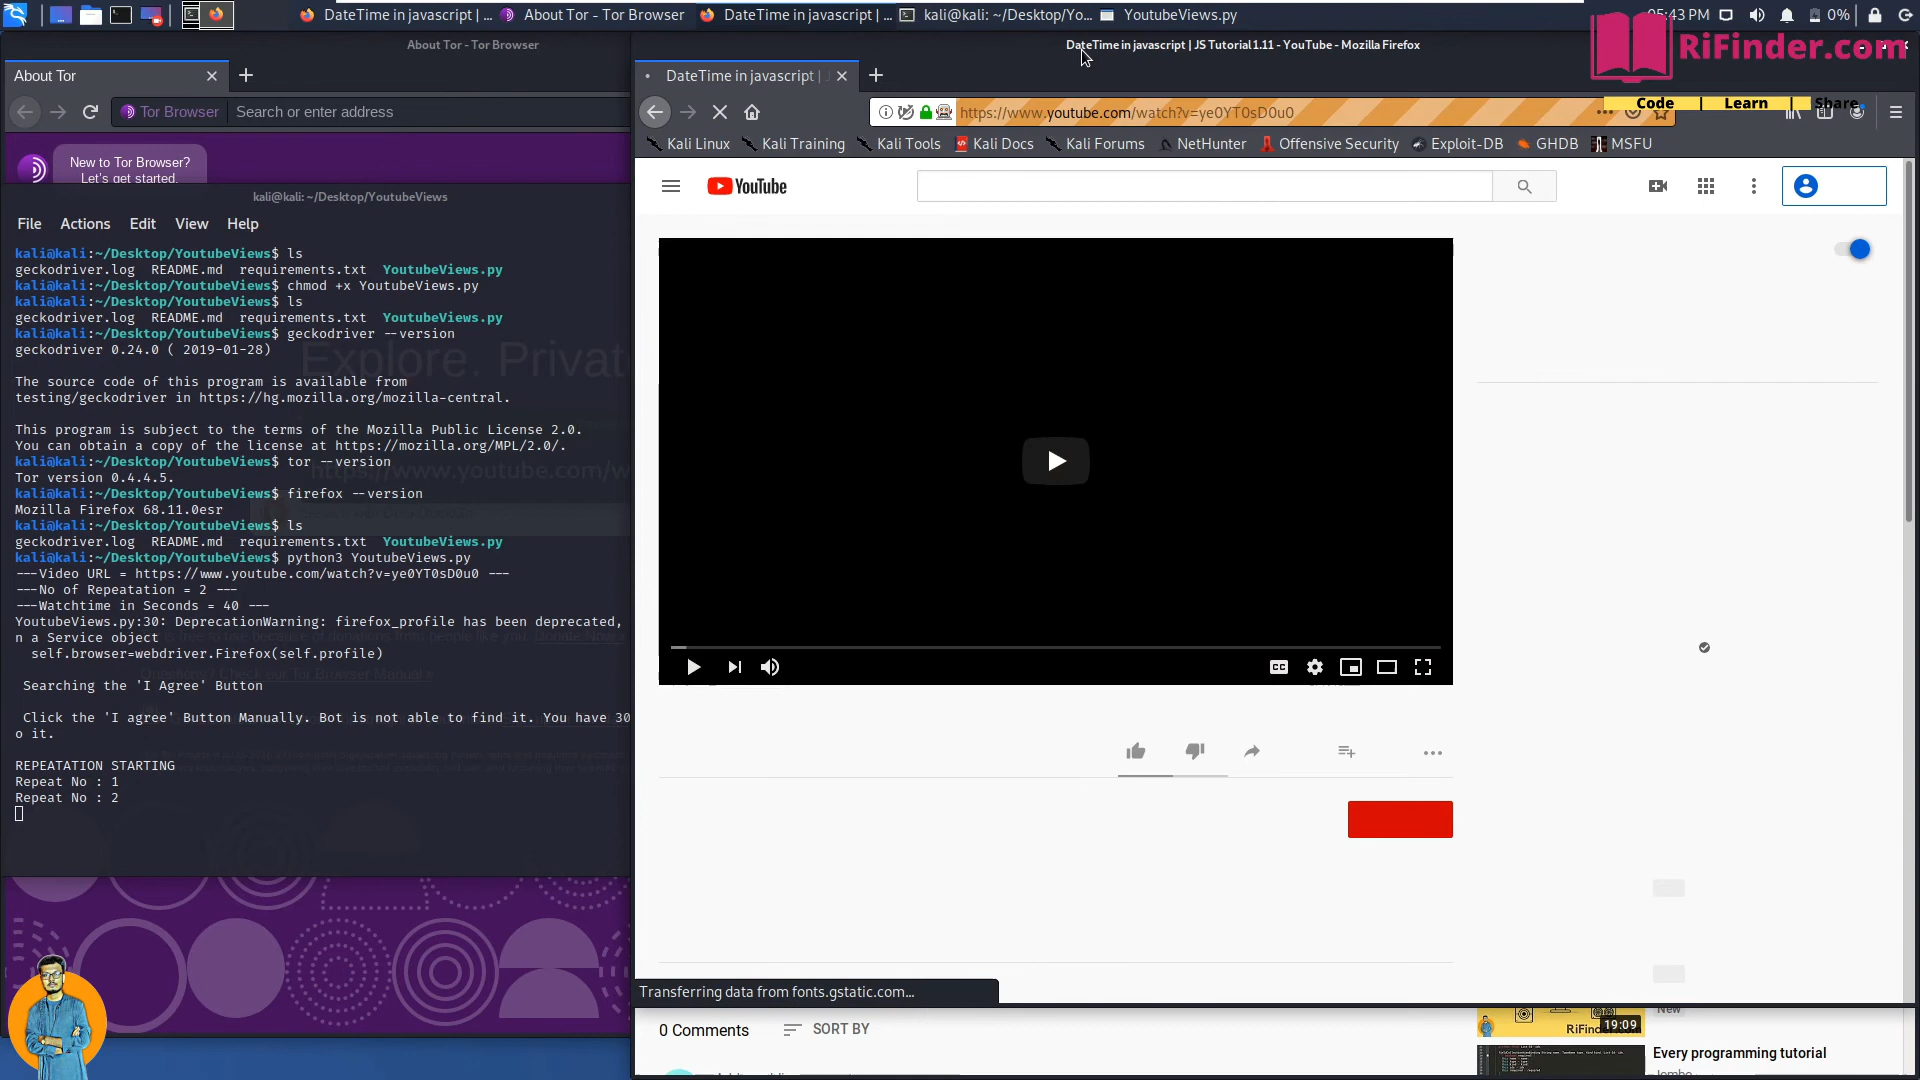 DateTime in javascript | ...
About Tor - Tor Browser
DateTime in javascript | ...
kali@kali: ~/Desktop/Yo...
YoutubeViews.py
05:43 PM
0%
RiFinder.com
Code
Learn
Share
About Tor - Tor Browser
About Tor
Tor Browser
Search or enter address
New to Tor Browser?
Let's get started.
DateTime in javascript | JS Tutorial 1.11 - YouTube - Mozilla Firefox
DateTime in javascript |
https://www.youtube.com/watch?v=ye0YT0sD0u0
Kali Linux
Kali Training
Kali Tools
Kali Docs
Kali Forums
NetHunter
Offensive Security
Exploit-DB
GHDB
MSFU
YouTube
kali@kali: ~/Desktop/YoutubeViews
File Actions Edit View Help
kali@kali:~/Desktop/YoutubeViews$ ls
geckodriver.log README.md requirements.txt YoutubeViews.py
kali@kali:~/Desktop/YoutubeViews$ chmod +x YoutubeViews.py
kali@kali:~/Desktop/YoutubeViews$ ls
geckodriver.log README.md requirements.txt YoutubeViews.py
kali@kali:~/Desktop/YoutubeViews$ geckodriver --version
geckodriver 0.24.0 ( 2019-01-28)
The source code of this program is available from
testing/geckodriver in https://hg.mozilla.org/mozilla-central.
This program is subject to the terms of the Mozilla Public License 2.0.
You can obtain a copy of the license at https://mozilla.org/MPL/2.0/.
kali@kali:~/Desktop/YoutubeViews$ tor --version
Tor version 0.4.4.5.
kali@kali:~/Desktop/YoutubeViews$ firefox --version
Mozilla Firefox 68.11.0esr
kali@kali:~/Desktop/YoutubeViews$ ls
geckodriver.log README.md requirements.txt YoutubeViews.py
kali@kali:~/Desktop/YoutubeViews$ python3 YoutubeViews.py
---Video URL = https://www.youtube.com/watch?v=ye0YT0sD0u0 ---
---No of Repeatation = 2 ---
---Watchtime in Seconds = 40 ---
YoutubeViews.py:30: DeprecationWarning: firefox_profile has been deprecated,
n a Service object
self.browser=webdriver.Firefox(self.profile)
Searching the 'I Agree' Button
Click the 'I agree' Button Manually. Bot is not able to find it. You have 30
o it.
REPEATATION STARTING
Repeat No : 1
Repeat No : 2
Explore. Privat
https://www.youtube.com/w
CC
Transferring data from fonts.gstatic.com...
0 Comments
SORT BY
New
RiFinder
19:09
Every programming tutorial